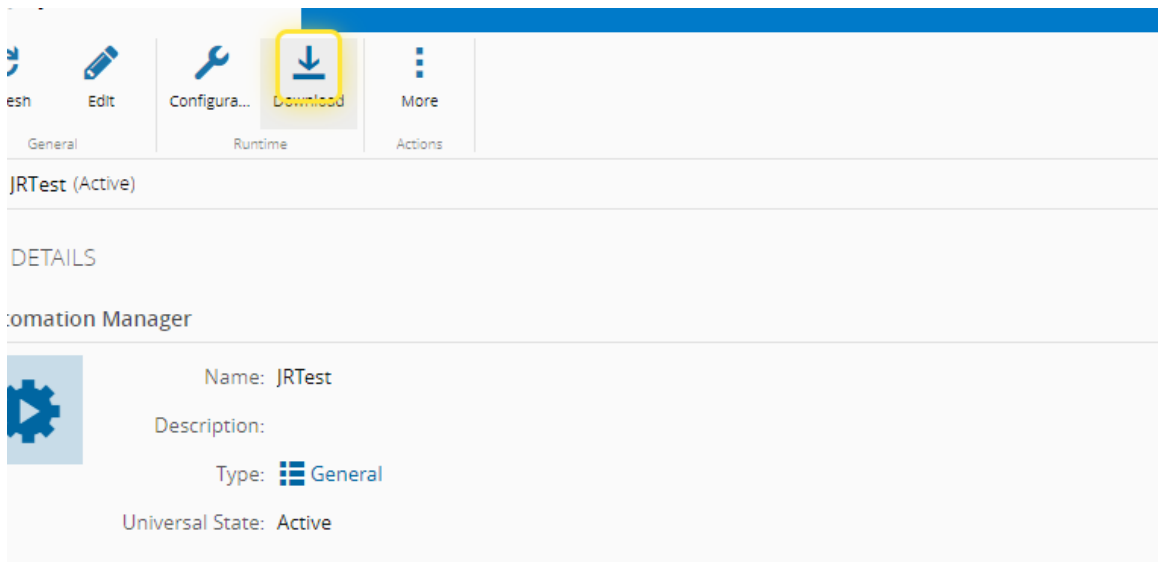 esh Edit Configura... Download More
General Runtime Actions
JRTest (Active)
DETAILS
tomation Manager
Name: JRTest
Description:
Type: General
Universal State: Active